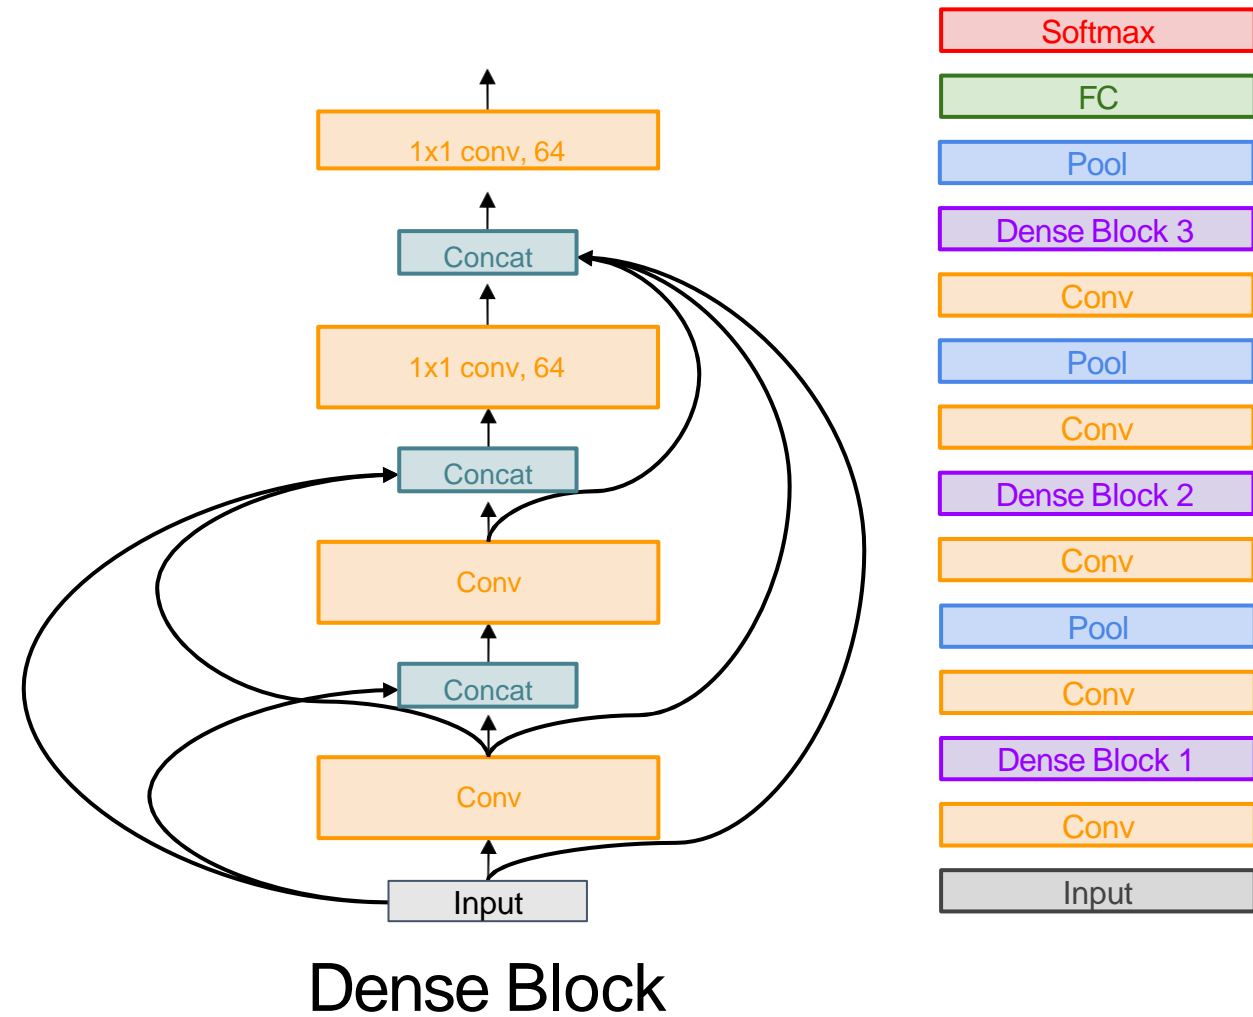 1x1 conv, 64
Concat
1x1 conv, 64
Concat
Conv
Concat
Conv
Input
Dense Block
Softmax
FC
Pool
Dense Block 3
Conv
Pool
Conv
Dense Block 2
Conv
Pool
Conv
Dense Block 1
Conv
Input